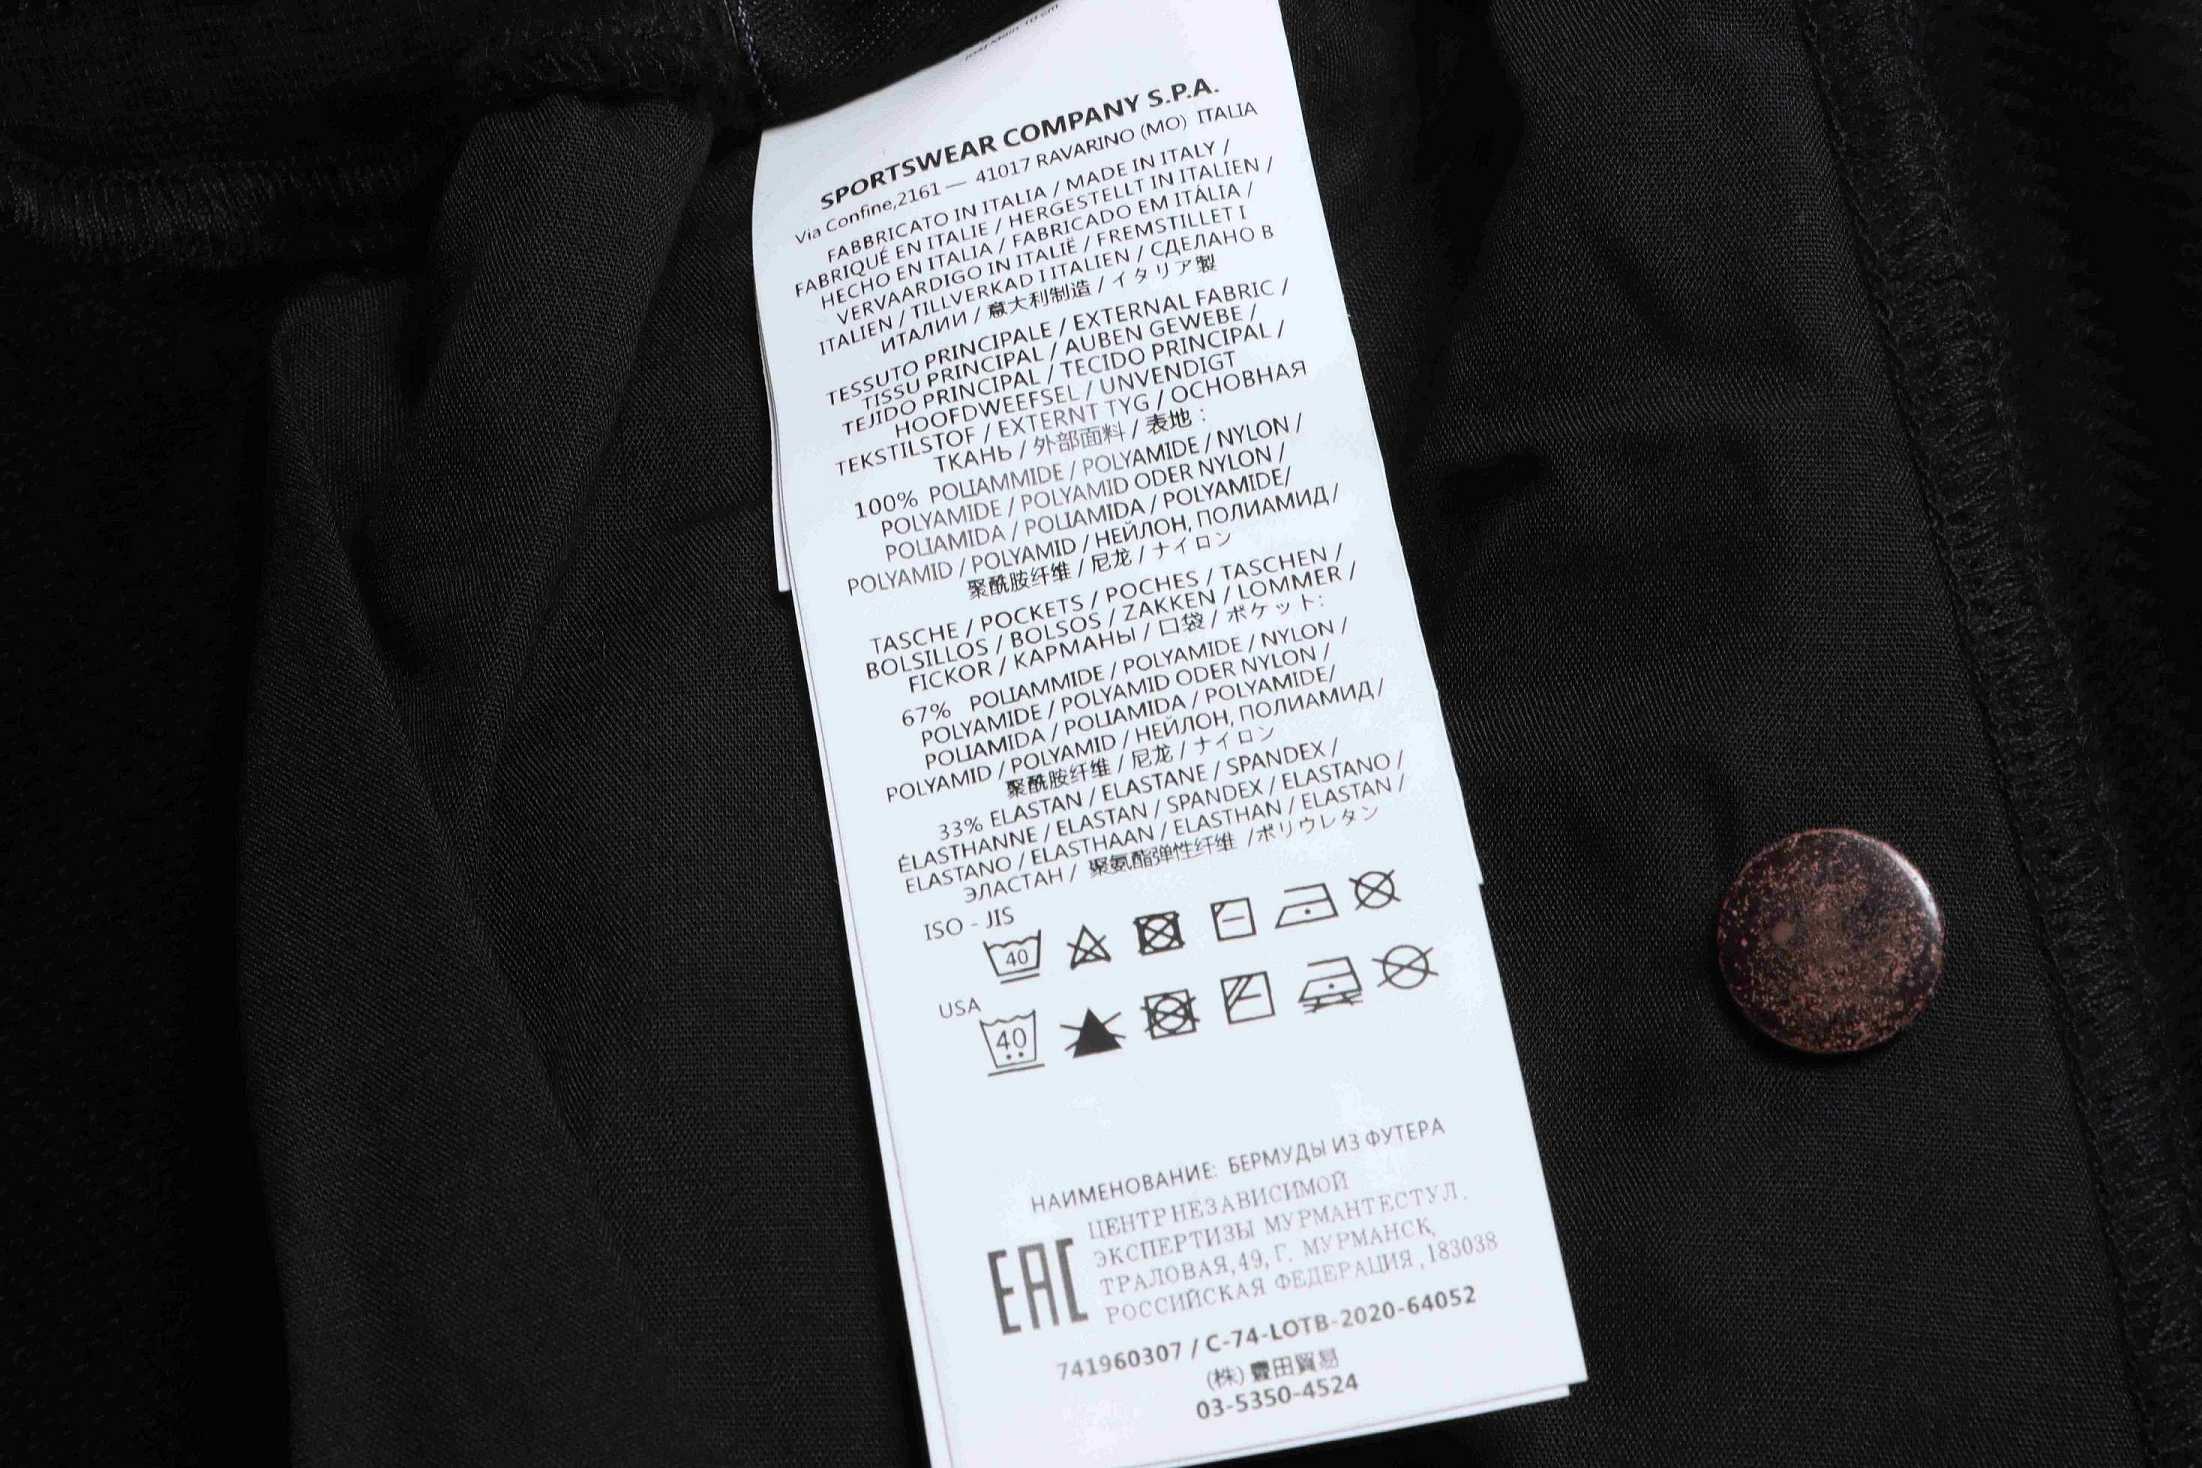 SPORTSWEAR COMPANY S.P.A.
Via Confine,2161 — 41017 RAVARINO (MO) ITALIA
FABBRICATO IN ITALIA / MADE IN ITALY /
FABRIQUÉ EN ITALIE / HERGESTELLT IN ITALIEN /
HECHO EN ITALIA / FABRICADO EM ITÁLIA /
VERVAARDIGO IN ITALIË / FREMSTILLET I
ITALIEN / TILLVERKAD I ITALIEN / СДЕЛАНО В
ИТАЛИИ / 意大利制造 / イタリア製
TESSUTO PRINCIPALE / EXTERNAL FABRIC /
TISSU PRINCIPAL / AUBEN GEWEBE /
TEJIDO PRINCIPAL / TECIDO PRINCIPAL /
HOOFDWEEFSEL / UNVENDIGT
TEKSTILSTOF / EXTERNT TYG / ОСНОВНАЯ
ТКАНЬ / 外部面料 / 表地 :
100% POLIAMMIDE / POLYAMIDE / NYLON /
POLYAMIDE / POLYAMID ODER NYLON /
POLIAMIDA / POLIAMIDA / POLYAMIDE/
POLYAMID / POLYAMID / НЕЙЛОН, ПОЛИАМИД/
聚酰胺纤维 / 尼龙 / ナイロン
TASCHE / POCKETS / POCHES / TASCHEN /
BOLSILLOS / BOLSOS / ZAKKEN / LOMMER /
FICKOR / КАРМАНЫ / 口袋 / ポケット:
67% POLIAMMIDE / POLYAMIDE / NYLON /
POLYAMIDE / POLYAMID ODER NYLON /
POLIAMIDA / POLIAMIDA / POLYAMIDE/
POLYAMID / POLYAMID / НЕЙЛОН, ПОЛИАМИД/
聚酰胺纤维 / 尼龙 / ナイロン
33% ELASTAN / ELASTANE / SPANDEX /
ÉLASTHANNE / ELASTAN / SPANDEX / ELASTANO /
ELASTANO / ELASTHAAN / ELASTHAN / ELASTAN /
ЭЛАСТАН / 聚氨酯弹性纤维 /ポリウレタン
ISO - JIS
40
USA
40
НАИМЕНОВАНИЕ: БЕРМУДЫ ИЗ ФУТЕРА
ЦЕНТР НЕЗАВИСИМОЙ
ЭКСПЕРТИЗЫ МУРМАНТЕСТУЛ.
ТРАЛОВАЯ,49, Г. МУРМАНСК,
РОССИЙСКАЯ ФЕДЕРАЦИЯ ,183038
EAC
741960307 / C-74-LOTB-2020-64052
(株) 豊田貿易
03-5350-4524